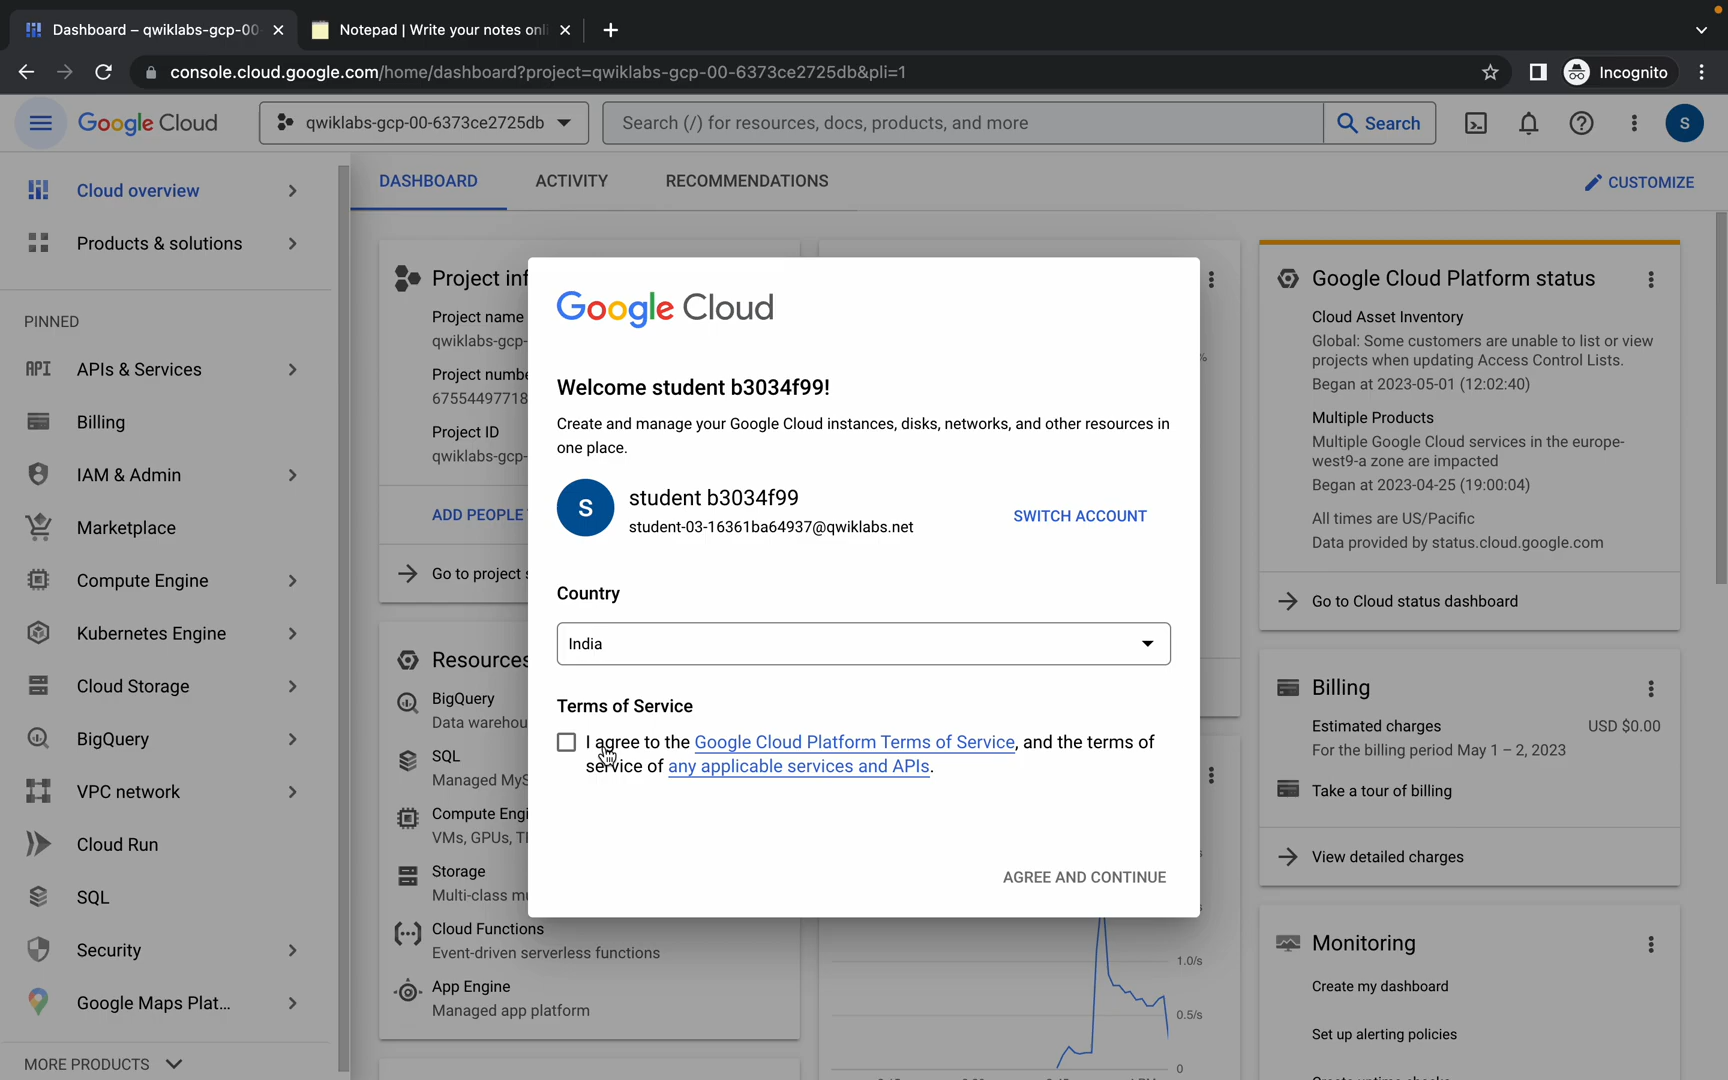 Dashboard – qwiklabs-gcp-00-
Notepad | Write your notes onli
console.cloud.google.com/home/dashboard?project=qwiklabs-gcp-00-6373ce2725db&pli=1
Incognito
Google Cloud
qwiklabs-gcp-00-6373ce2725db
Search (/) for resources, docs, products, and more
Search
S
Cloud overview
Products & solutions
PINNED
API APIs & Services
Billing
IAM & Admin
Marketplace
Compute Engine
Kubernetes Engine
Cloud Storage
BigQuery
VPC network
Cloud Run
SQL
Security
Google Maps Plat...
MORE PRODUCTS
DASHBOARD
ACTIVITY
RECOMMENDATIONS
CUSTOMIZE
Project inf
Project name
qwiklabs-gcp-
Project numbe
67554497718
Project ID
qwiklabs-gcp-
ADD PEOPLE
Go to project s
Resources
BigQuery
Data warehou
SQL
Managed MyS
Compute Engi
VMs, GPUs, T
Storage
Multi-class mu
Cloud Functions
Event-driven serverless functions
App Engine
Managed app platform
Google Cloud
Welcome student b3034f99!
Create and manage your Google Cloud instances, disks, networks, and other resources in
one place.
S
student b3034f99
student-03-16361ba64937@qwiklabs.net
SWITCH ACCOUNT
Country
India
Terms of Service
I agree to the Google Cloud Platform Terms of Service, and the terms of
service of any applicable services and APIs.
AGREE AND CONTINUE
%
1.0/s
0.5/s
0
Google Cloud Platform status
Cloud Asset Inventory
Global: Some customers are unable to list or view
projects when updating Access Control Lists.
Began at 2023-05-01 (12:02:40)
Multiple Products
Multiple Google Cloud services in the europe-
west9-a zone are impacted
Began at 2023-04-25 (19:00:04)
All times are US/Pacific
Data provided by status.cloud.google.com
Go to Cloud status dashboard
Billing
Estimated charges USD $0.00
For the billing period May 1 – 2, 2023
Take a tour of billing
View detailed charges
Monitoring
Create my dashboard
Set up alerting policies